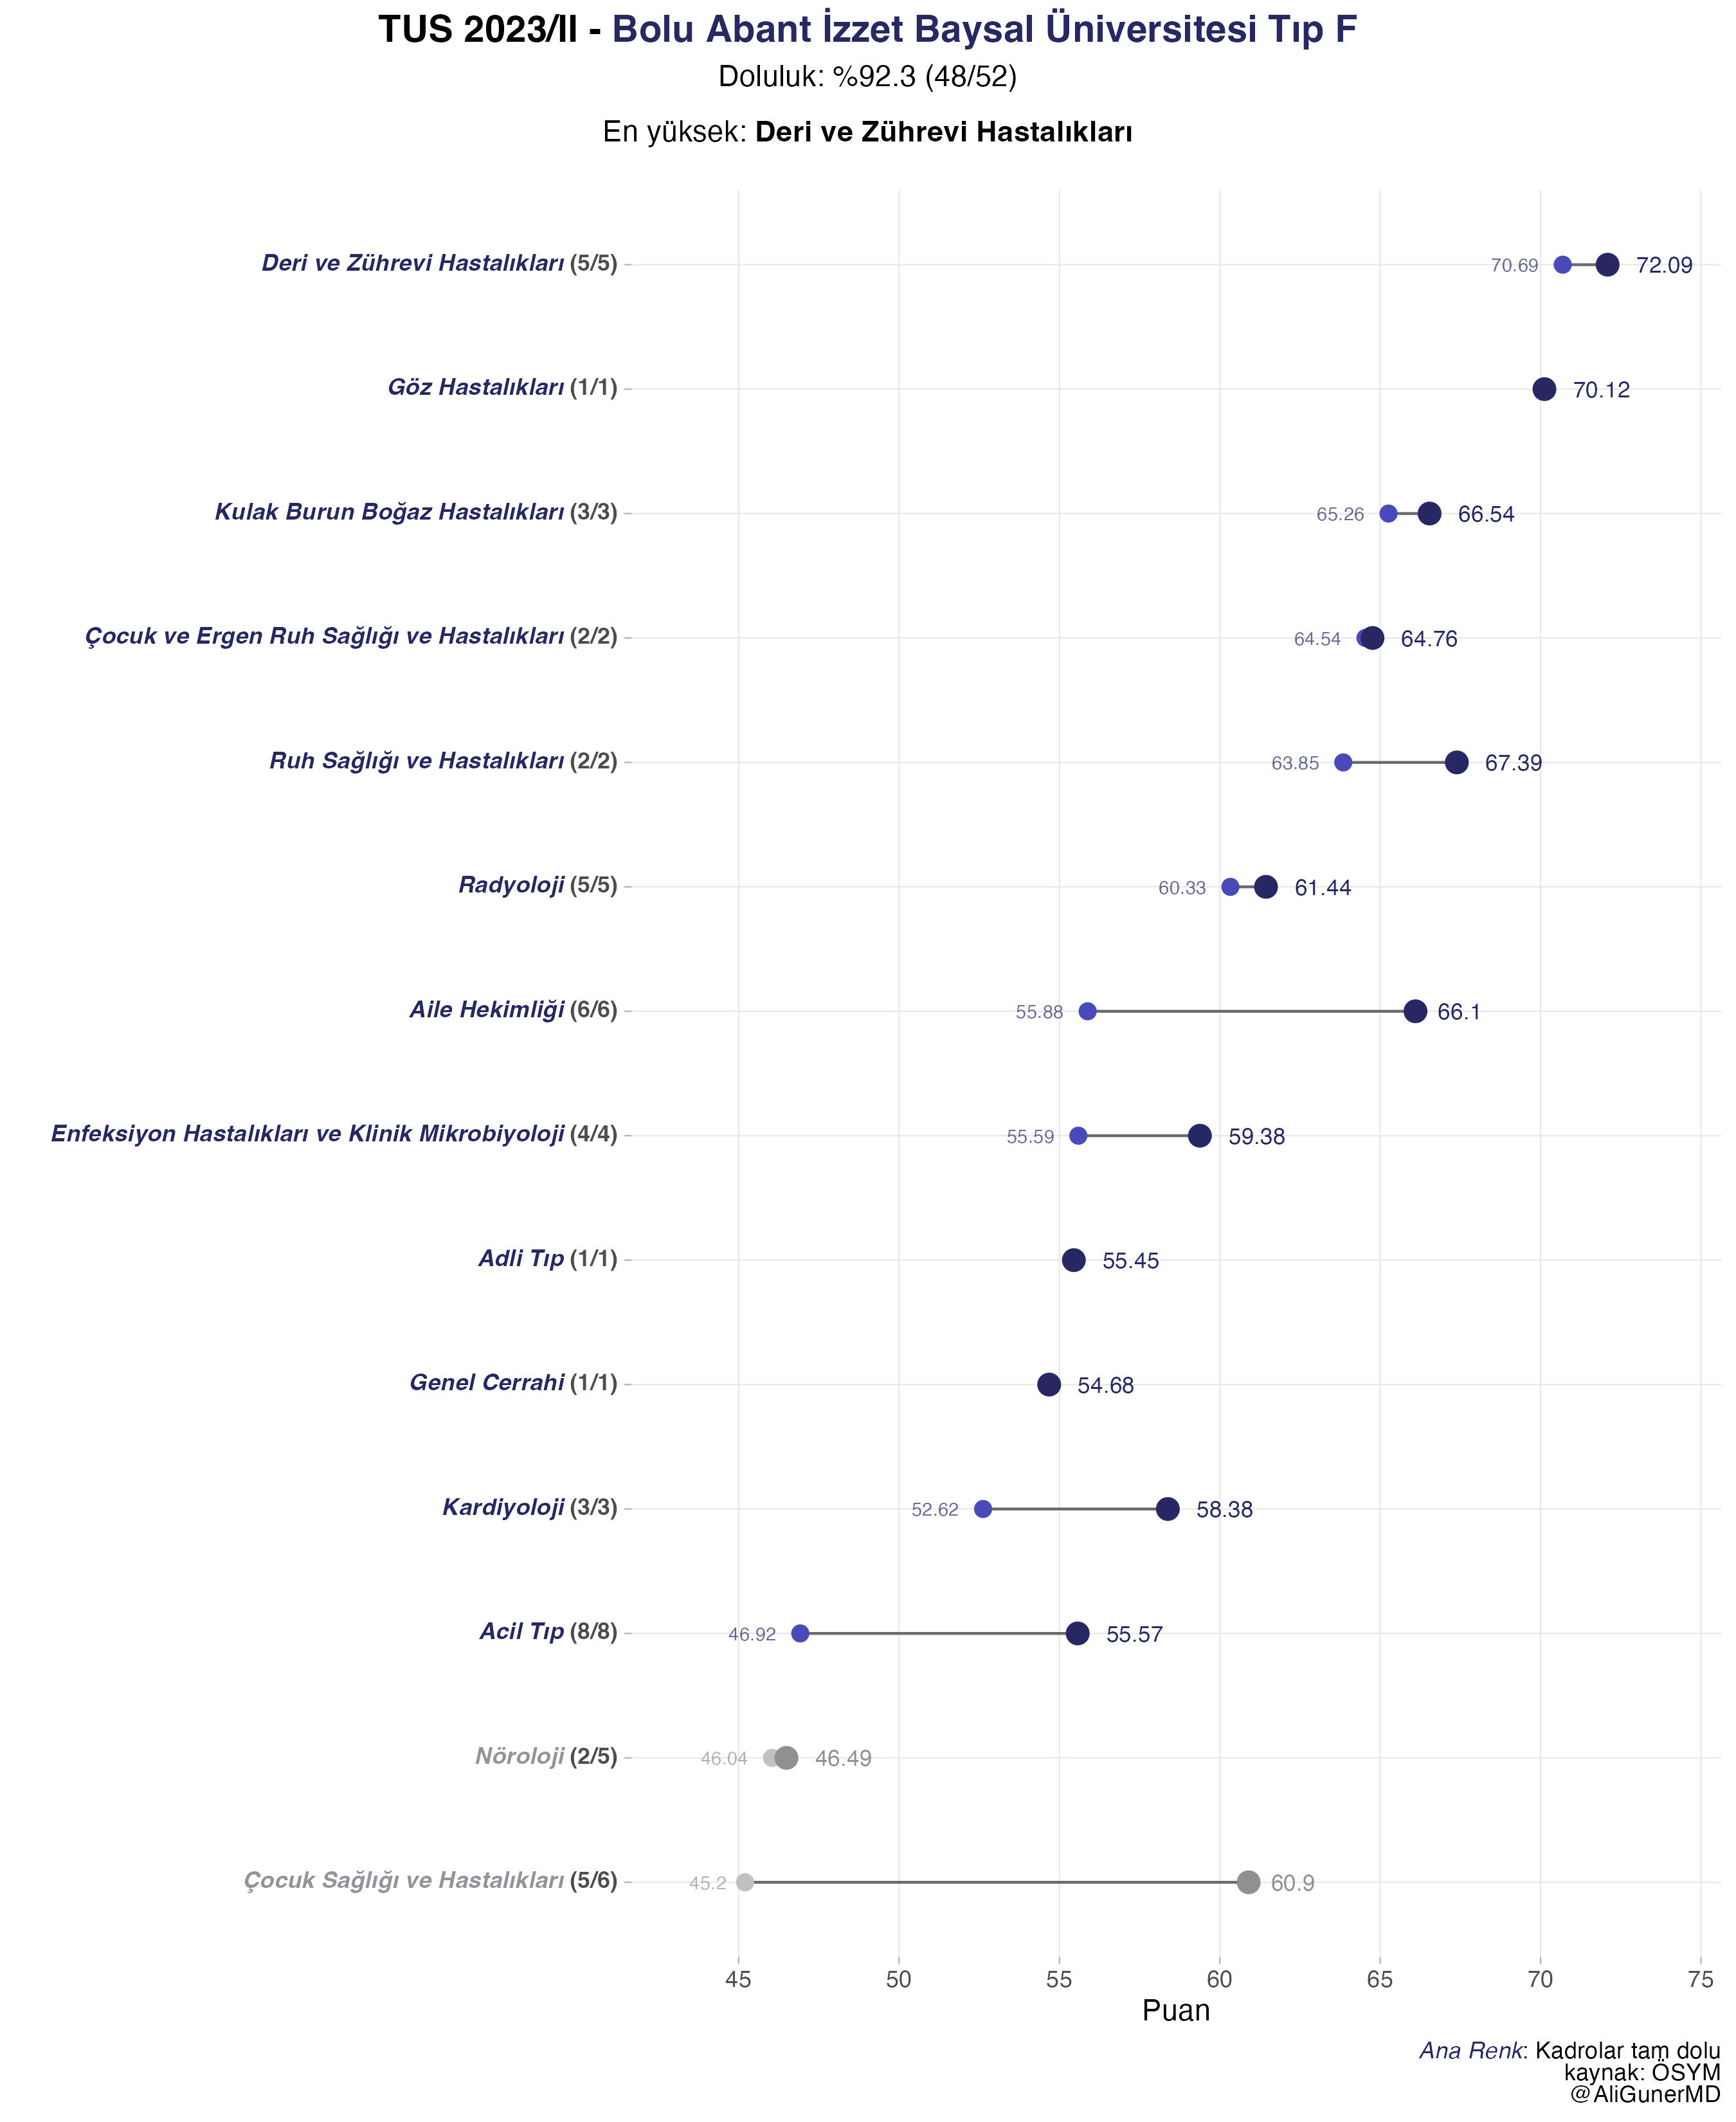 TUS 2023/II - Bolu Abant İzzet Baysal Üniversitesi Tıp F
Doluluk: %92.3 (48/52)
En yüksek: Deri ve Zührevi Hastalıkları
Deri ve Zührevi Hastalıkları (5/5) 70.69 72.09
Göz Hastalıkları (1/1) 70.12
Kulak Burun Boğaz Hastalıkları (3/3) 65.26 66.54
Çocuk ve Ergen Ruh Sağlığı ve Hastalıkları (2/2) 64.54 64.76
Ruh Sağlığı ve Hastalıkları (2/2) 63.85 67.39
Radyoloji (5/5) 60.33 61.44
Aile Hekimliği (6/6) 55.88 66.1
Enfeksiyon Hastalıkları ve Klinik Mikrobiyoloji (4/4) 55.59 59.38
Adli Tıp (1/1) 55.45
Genel Cerrahi (1/1) 54.68
Kardiyoloji (3/3) 52.62 58.38
Acil Tıp (8/8) 46.92 55.57
Nöroloji (2/5) 46.04 46.49
Çocuk Sağlığı ve Hastalıkları (5/6) 45.2 60.9
45 50 55 60 65 70 75
Puan
Ana Renk: Kadrolar tam dolu
kaynak: ÖSYM
@AliGunerMD